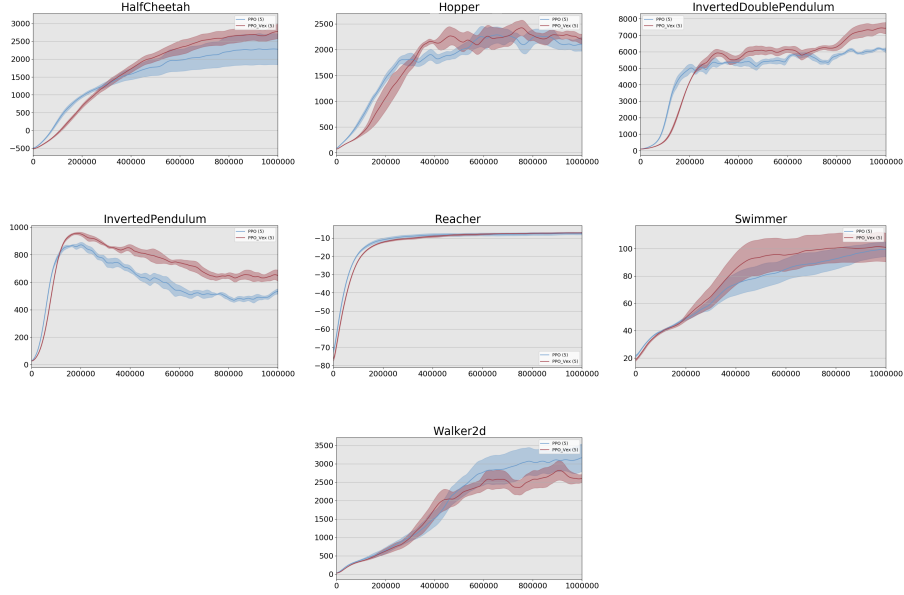 HalfCheetah
PPO (5)
PPO_Vex (5)
3000
2500
2000
1500
1000
500
0
−500
0 200000 400000 600000 800000 1000000
Hopper
PPO (5)
PPO_Vex (5)
2500
2000
1500
1000
500
0
0 200000 400000 600000 800000 1000000
InvertedDoublePendulum
PPO (5)
PPO_Vex (5)
8000
7000
6000
5000
4000
3000
2000
1000
0
0 200000 400000 600000 800000 1000000
InvertedPendulum
PPO (5)
PPO_Vex (5)
1000
800
600
400
200
0
0 200000 400000 600000 800000 1000000
Reacher
−10
−20
−30
−40
−50
−60
−70
−80
PPO (5)
PPO_Vex (5)
0 200000 400000 600000 800000 1000000
Swimmer
PPO (5)
PPO_Vex (5)
100
80
60
40
20
0 200000 400000 600000 800000 1000000
Walker2d
PPO (5)
PPO_Vex (5)
3500
3000
2500
2000
1500
1000
500
0
0 200000 400000 600000 800000 1000000